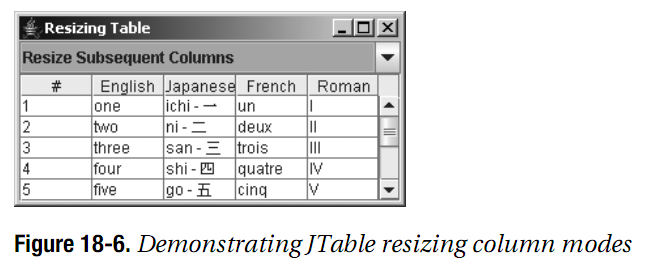 Resizing Table
Resize Subsequent Columns
# English Japanese French Roman
1 one ichi - 一 un I
2 two ni - 二 deux II
3 three san - 三 trois III
4 four shi - 四 quatre IV
5 five go - 五 cinq V
Figure 18-6. Demonstrating JTable resizing column modes